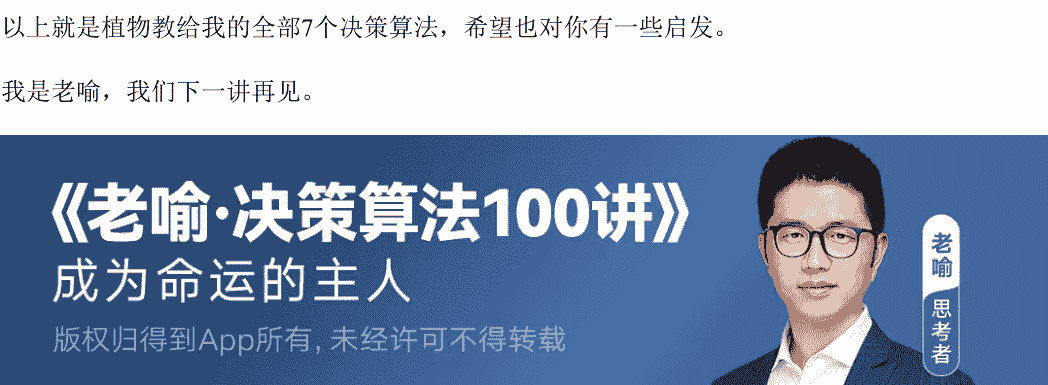 以上就是植物教给我的全部7个决策算法，希望也对你有一些启发。
我是老喻，我们下一讲再见。
《老喻·决策算法100讲》
成为命运的主人
版权归得到App所有, 未经许可不得转载
老喻
思考者